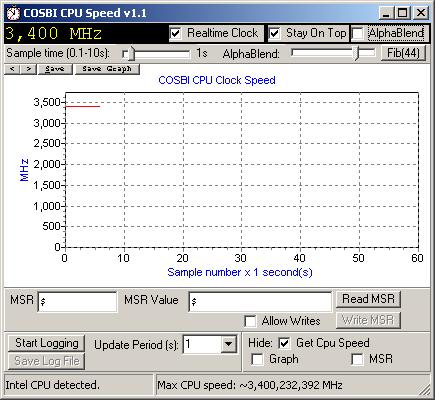 COSBI CPU Speed v1.1
3,400 MHz
Realtime Clock
Stay On Top
AlphaBlend
Sample time (0.1-10s):
1s
AlphaBlend:
Fib(44)
< > Save Save Graph
COSBI CPU Clock Speed
3,500
3,000
2,500
2,000
1,500
1,000
500
0
MHz
0 10 20 30 40 50 60
Sample number x 1 second(s)
MSR $ MSR Value $ Read MSR
Allow Writes Write MSR
Start Logging Update Period (s): 1 Hide: Get Cpu Speed
Save Log File Graph MSR
Intel CPU detected. Max CPU speed: ~3,400,232,392 MHz